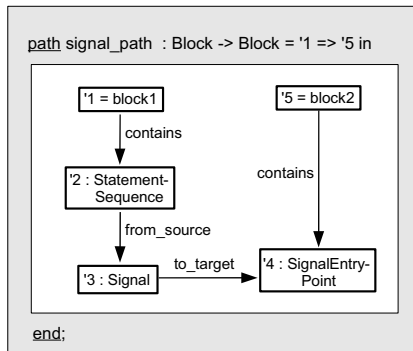 path signal_path : Block -> Block = '1 => '5 in
'1 = block1
'5 = block2
contains
contains
'2 : Statement-
Sequence
from_source
to_target
'3 : Signal
'4 : SignalEntry-
Point
end;